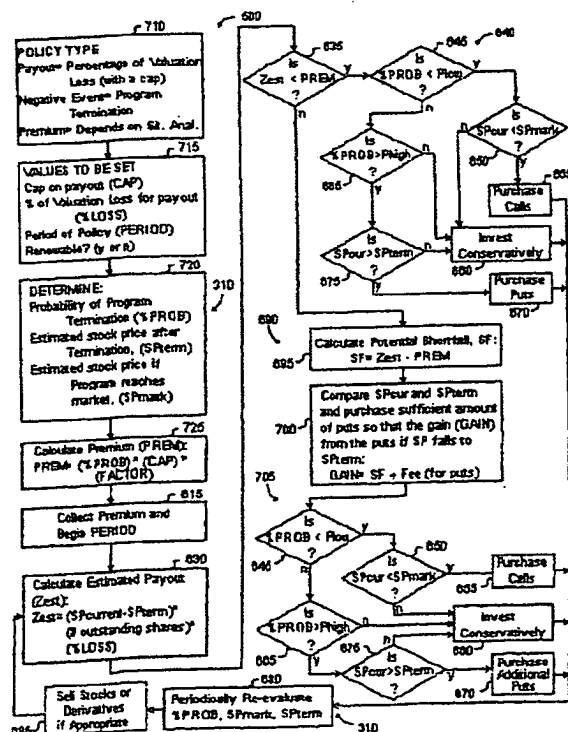 710
POLICY TYPE
Payout= Percentage of Valuation
Loss (with a cap)
Negative Event= Program
Termination
Premium= Depends on Sit. Anal.
715
VALUES TO BE SET
Cap on payout (CAP)
% of Valuation Loss for payout
(%LOSS)
Period of Policy (PERIOD)
Renewable? (y or n)
720
DETERMINE:
Probability of Program
Termination (%PROB)
Estimated stock price after
Termination, (SPterm)
Estimated stock price if
Program reaches
market, (SPmark)
310
725
Calculate Premium (PREM):
PREM= (%PROB)* (CAP) *
(FACTOR)
615
Collect Premium and
Begin PERIOD
630
Calculate Estimated Payout
(Zest):
Zest= (SPcurrent-SPterm)*
(# outstanding shares)*
(%LOSS)
Sell Stocks or
Derivatives
if Appropriate
680
Periodically Re-evaluate
%PROB, SPmark, SPterm
310
635
Is
Zest < PREM
?
y
n
645
640
Is
%PROB < Plow
?
y
n
Is
SPcur <SPmark
?
650
n
y
Purchase
Calls
Is
%PROB>Phigh
?
665
n
y
Invest
Conservatively
660
Is
SPcur>SPterm
?
675
n
y
Purchase
Puts
670
690
695
Calculate Potential Shortfall, SF:
SF= Zest - PREM
700
Compare SPcur and SPterm
and purchase sufficient amount
of puts so that the gain (GAIN)
from the puts if SP falls to
SPterm:
GAIN= SF + Fee (for puts)
705
Is
%PROB < Plow
?
645
y
n
650
Is
SPcur<SPmark
?
y
n
Purchase
Calls
655
Is
%PROB>Phigh
?
665
n
y
Invest
Conservatively
660
Is
SPcur>SPterm
?
n
y
Purchase
Additional
Puts
670